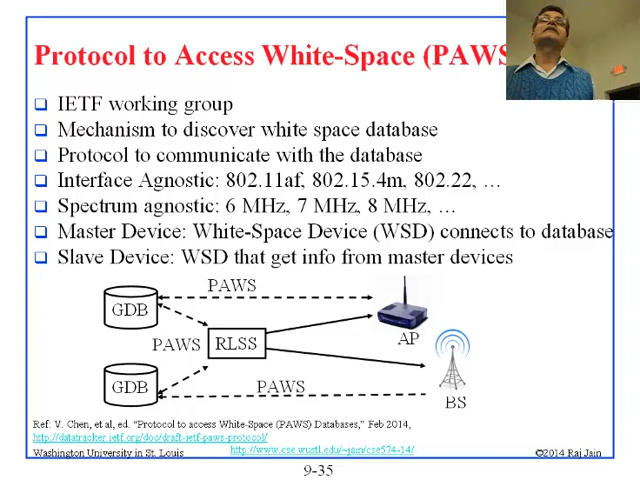 Protocol to Access White-Space (PAWS
IETF working group
Mechanism to discover white space database
Protocol to communicate with the database
Interface Agnostic: 802.11af, 802.15.4m, 802.22, …
Spectrum agnostic: 6 MHz, 7 MHz, 8 MHz, …
Master Device: White-Space Device (WSD) connects to database
Slave Device: WSD that get info from master devices
PAWS
GDB
PAWS
RLSS
AP
GDB
PAWS
BS
Ref: V. Chen, et al, ed. "Protocol to access White-Space (PAWS) Databases," Feb 2014,
http://datatracker.ietf.org/doc/draft-ietf-paws-protocol/
Washington University in St. Louis
http://www.cse.wustl.edu/~jain/cse574-14/
©2014 Raj Jain
9-35